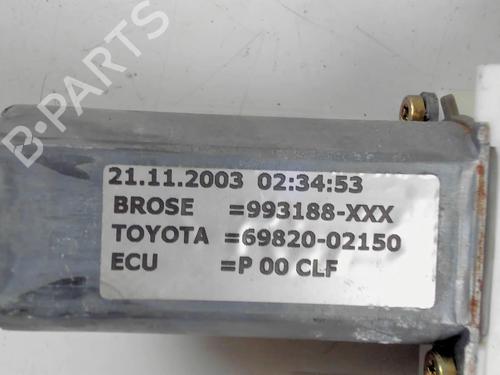 B-PARTS
21.11.2003 02:34:53
BROSE =993188-XXX
TOYOTA =69820-02150
ECU =P 00 CLF